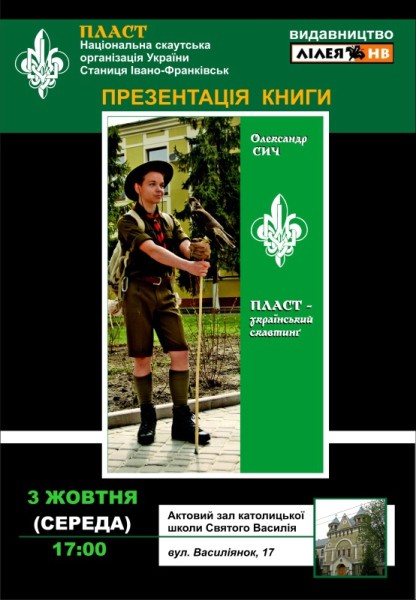 ПЛАСТ
Національна скаутська
організація України
Станиця Івано-Франківськ
видавництво
ЛІЛЕЯ НВ
ПРЕЗЕНТАЦІЯ КНИГИ
Олександр
СИЧ
ПЛАСТ -
український
скавтинґ
3 ЖОВТНЯ
(СЕРЕДА)
17:00
Актовий зал католицької
школи Святого Василія
вул. Василіянок, 17